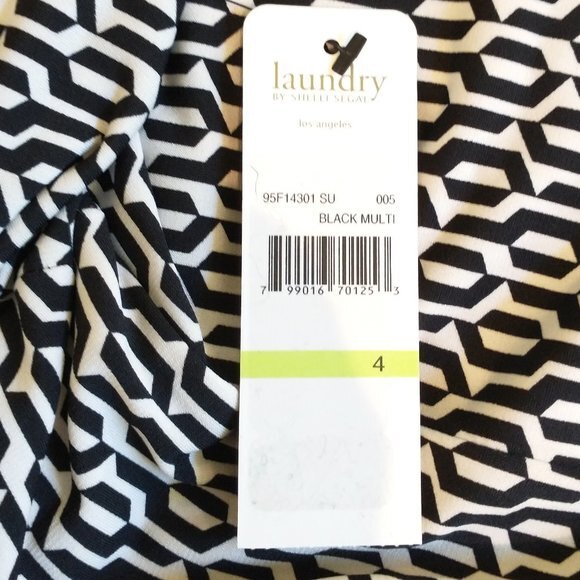 laundry
BY SHELLI SEGAL
los angeles
95F14301 SU 005
BLACK MULTI
7 99016 70125 3
4